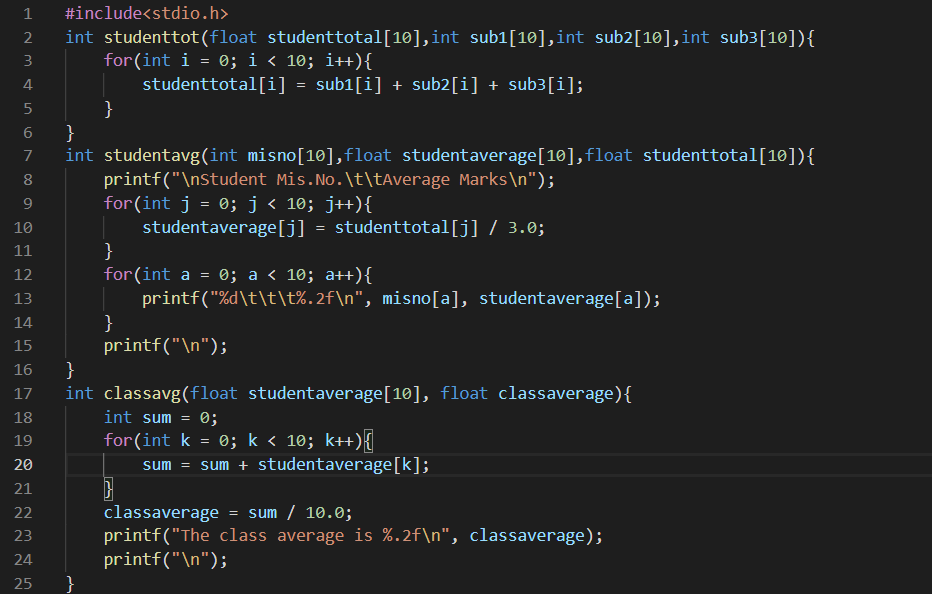 1 #include<stdio.h>
2 int studenttot(float studenttotal[10],int sub1[10],int sub2[10],int sub3[10]){
3 for(int i = 0; i < 10; i++){
4 studenttotal[i] = sub1[i] + sub2[i] + sub3[i];
5 }
6 }
7 int studentavg(int misno[10],float studentaverage[10],float studenttotal[10]){
8 printf("\nStudent Mis.No.\t\tAverage Marks\n");
9 for(int j = 0; j < 10; j++){
10 studentaverage[j] = studenttotal[j] / 3.0;
11 }
12 for(int a = 0; a < 10; a++){
13 printf("%d\t\t\t%.2f\n", misno[a], studentaverage[a]);
14 }
15 printf("\n");
16 }
17 int classavg(float studentaverage[10], float classaverage){
18 int sum = 0;
19 for(int k = 0; k < 10; k++){
20 sum = sum + studentaverage[k];
21 }
22 classaverage = sum / 10.0;
23 printf("The class average is %.2f\n", classaverage);
24 printf("\n");
25 }